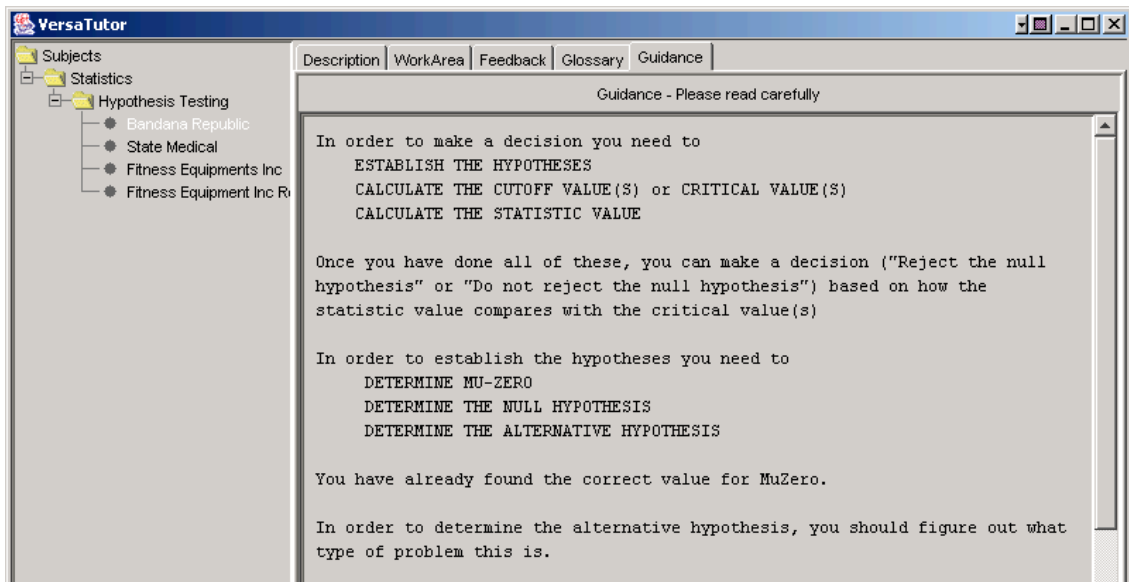 VersaTutor
Subjects
Statistics
Hypothesis Testing
Bandana Republic
State Medical
Fitness Equipments Inc
Fitness Equipment Inc R
Description WorkArea Feedback Glossary Guidance
Guidance - Please read carefully
In order to make a decision you need to
ESTABLISH THE HYPOTHESES
CALCULATE THE CUTOFF VALUE(S) or CRITICAL VALUE(S)
CALCULATE THE STATISTIC VALUE
Once you have done all of these, you can make a decision ("Reject the null
hypothesis" or "Do not reject the null hypothesis") based on how the
statistic value compares with the critical value(s)
In order to establish the hypotheses you need to
DETERMINE MU-ZERO
DETERMINE THE NULL HYPOTHESIS
DETERMINE THE ALTERNATIVE HYPOTHESIS
You have already found the correct value for MuZero.
In order to determine the alternative hypothesis, you should figure out what
type of problem this is.